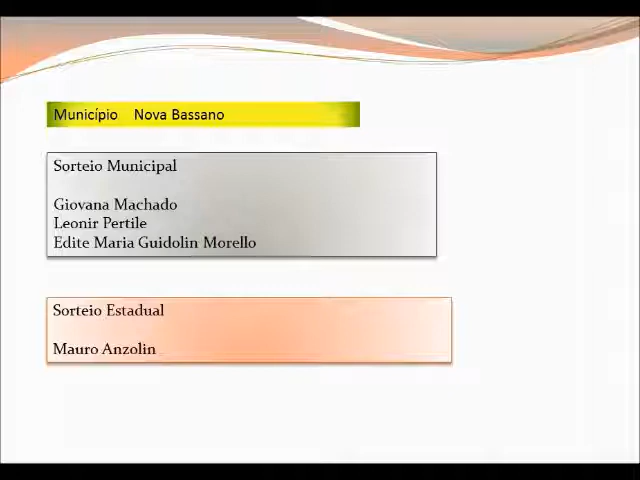 Município Nova Bassano
Sorteio Municipal
Giovana Machado
Leonir Pertile
Edite Maria Guidolin Morello
Sorteio Estadual
Mauro Anzolin